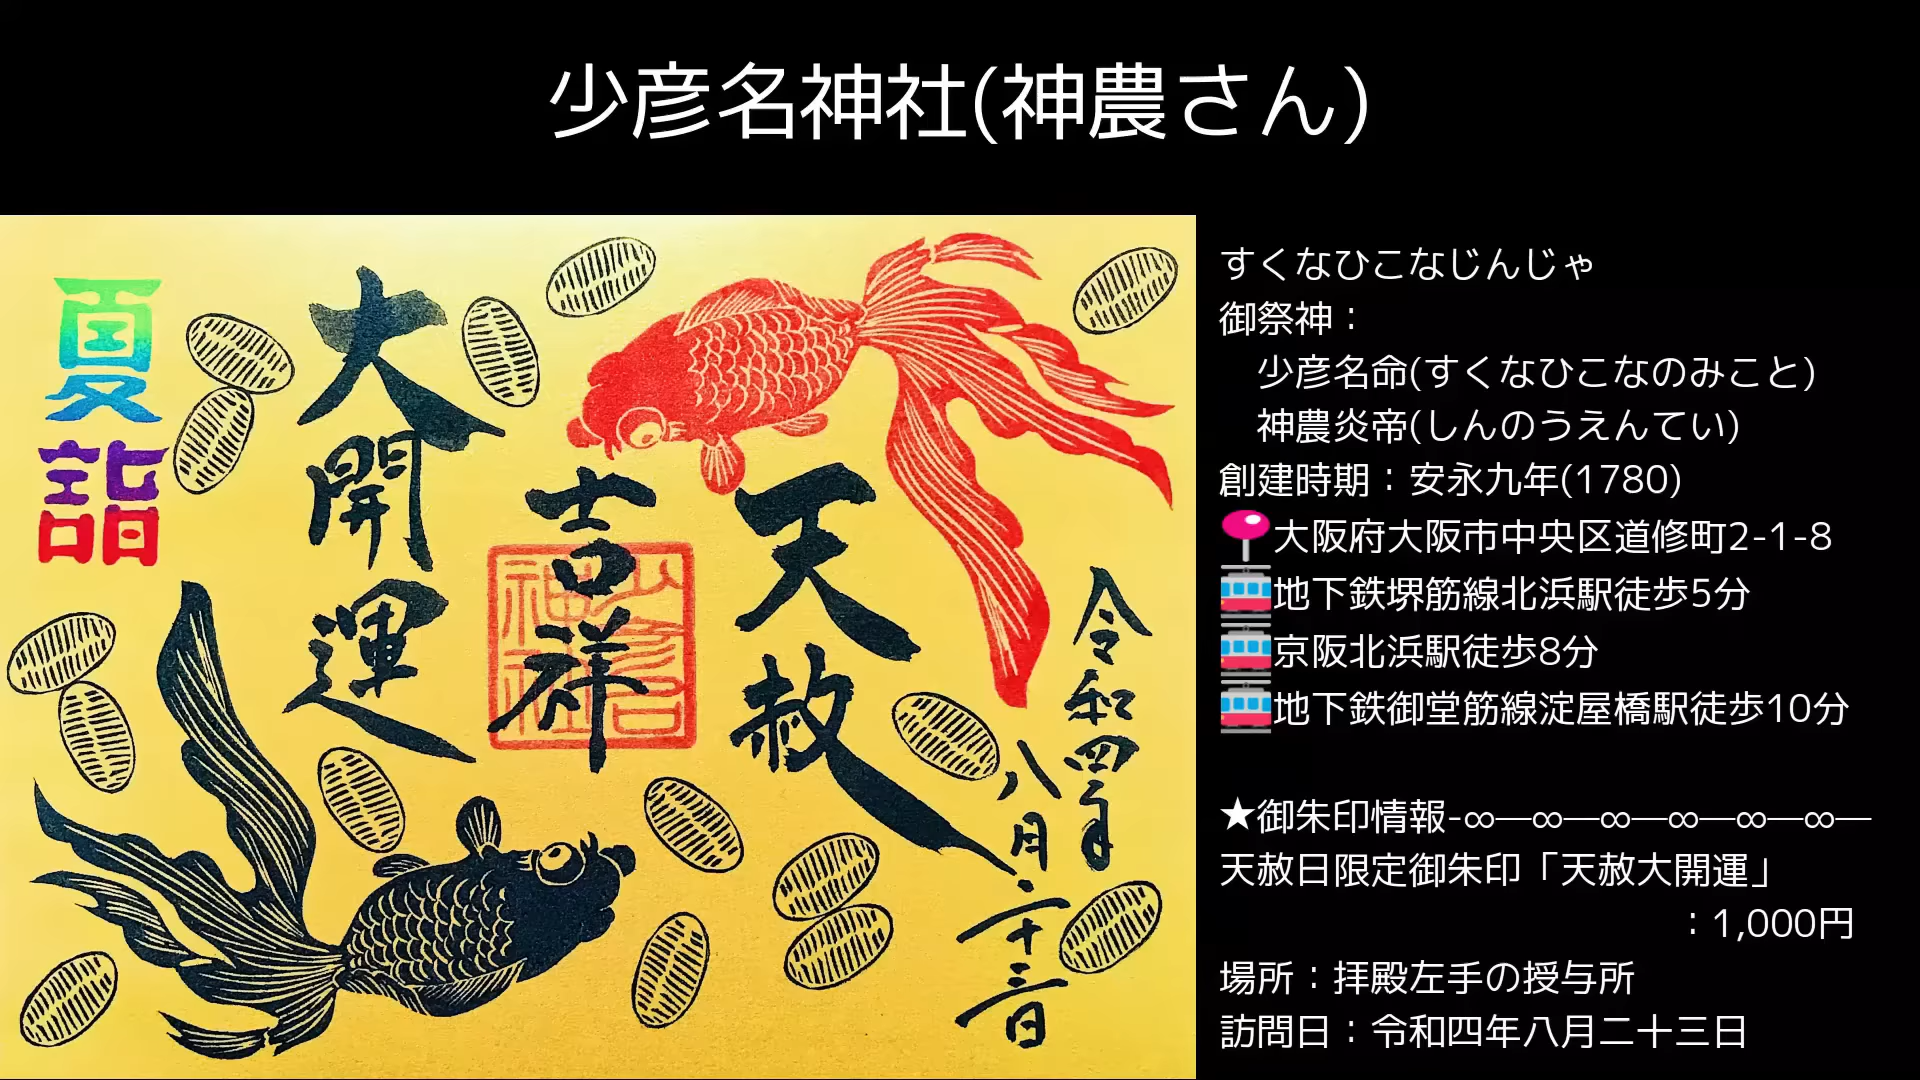 少彦名神社(神農さん)
夏詣
大開運
吉祥
天赦
少彦名
神社
令和四年
八月二十三日
すくなひこなじんじゃ
御祭神：
少彦名命(すくなひこなのみこと)
神農炎帝(しんのうえんてい)
創建時期：安永九年(1780)
大阪府大阪市中央区道修町2-1-8
地下鉄堺筋線北浜駅徒歩5分
京阪北浜駅徒歩8分
地下鉄御堂筋線淀屋橋駅徒歩10分
★御朱印情報-∞—∞—∞—∞—∞—∞—
天赦日限定御朱印「天赦大開運」
：1,000円
場所：拝殿左手の授与所
訪問日：令和四年八月二十三日